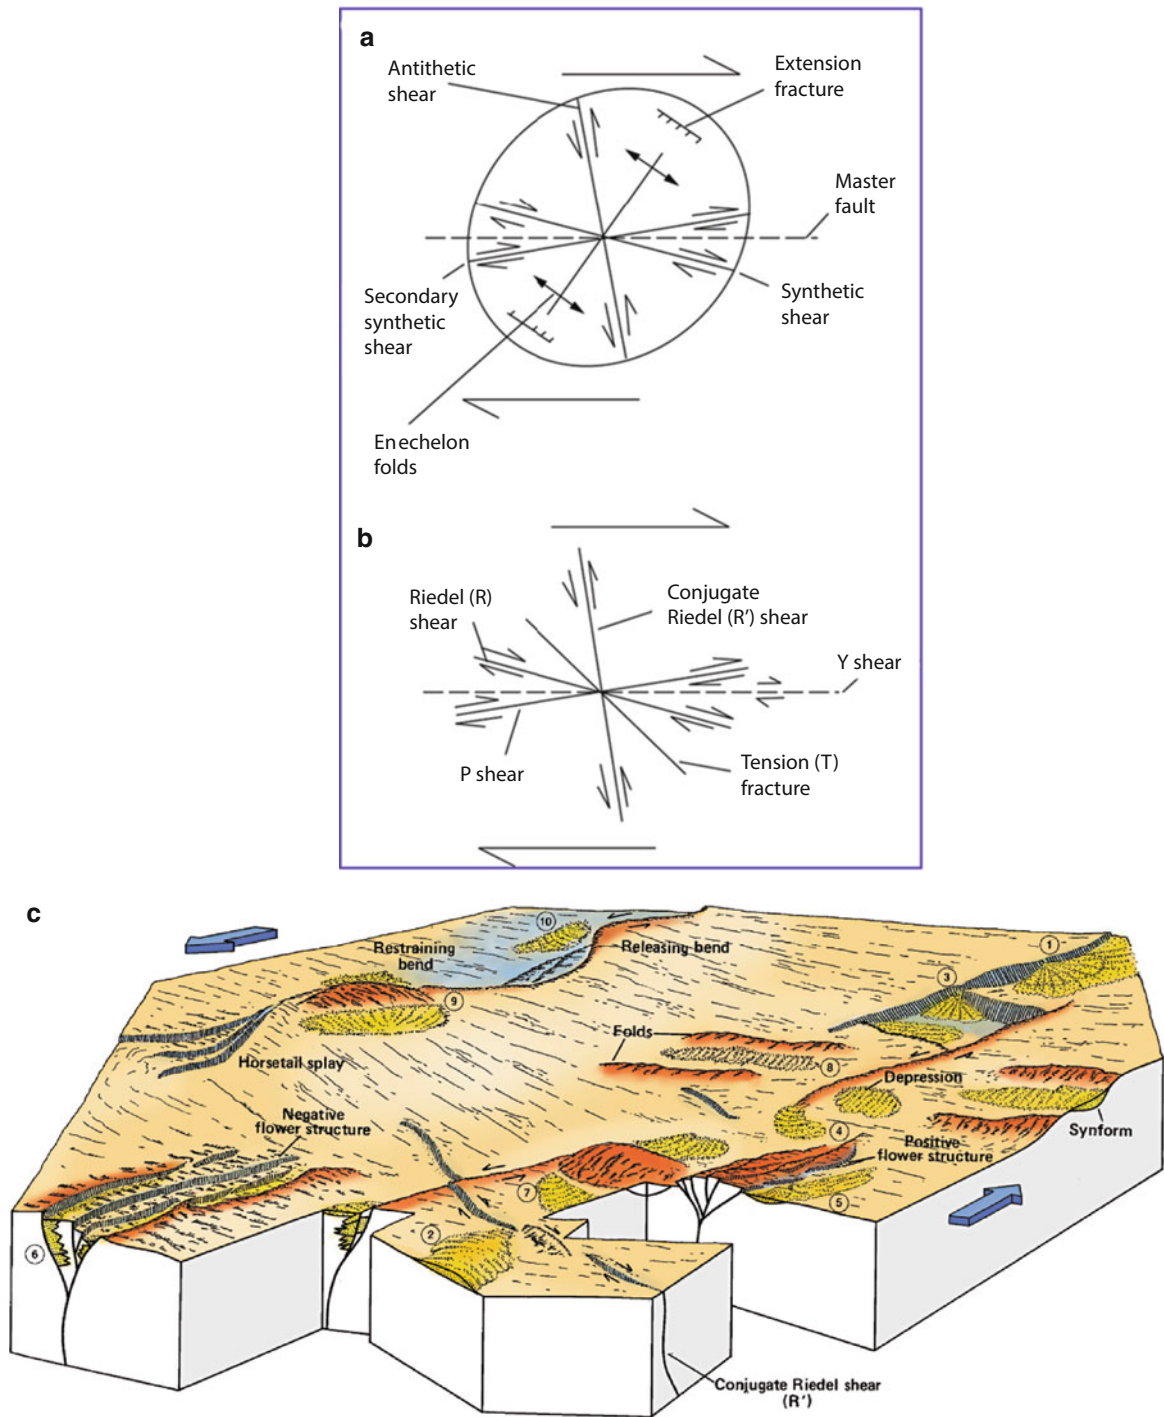 a
Antithetic
shear
Extension
fracture
Master
fault
Secondary
synthetic
shear
Synthetic
shear
En echelon
folds
b
Riedel (R)
shear
Conjugate
Riedel (R') shear
Y shear
P shear
Tension (T)
fracture
c
10
Restraining
bend
Releasing bend
1
3
9
Folds
Horsetail splay
8
Depression
Negative
flower structure
4
Positive
flower structure
Synform
7
5
2
6
Conjugate Riedel shear
(R')